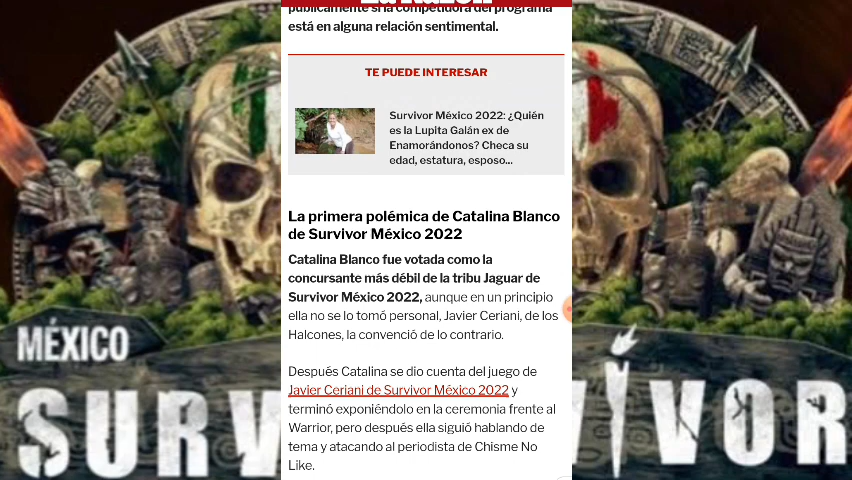 públicamente si la competidora del programa
está en alguna relación sentimental.
TE PUEDE INTERESAR
Survivor México 2022: ¿Quién
es la Lupita Galán ex de
Enamorándonos? Checa su
edad, estatura, esposo...
La primera polémica de Catalina Blanco
de Survivor México 2022
Catalina Blanco fue votada como la
concursante más débil de la tribu Jaguar de
Survivor México 2022, aunque en un principio
ella no se lo tomó personal, Javier Ceriani, de los
Halcones, la convenció de lo contrario.
Después Catalina se dio cuenta del juego de
Javier Ceriani de Survivor México 2022 y
terminó exponiéndolo en la ceremonia frente al
Warrior, pero después ella siguió hablando de
tema y atacando al periodista de Chisme No
Like.
MÉXICO
SURV
IVOR